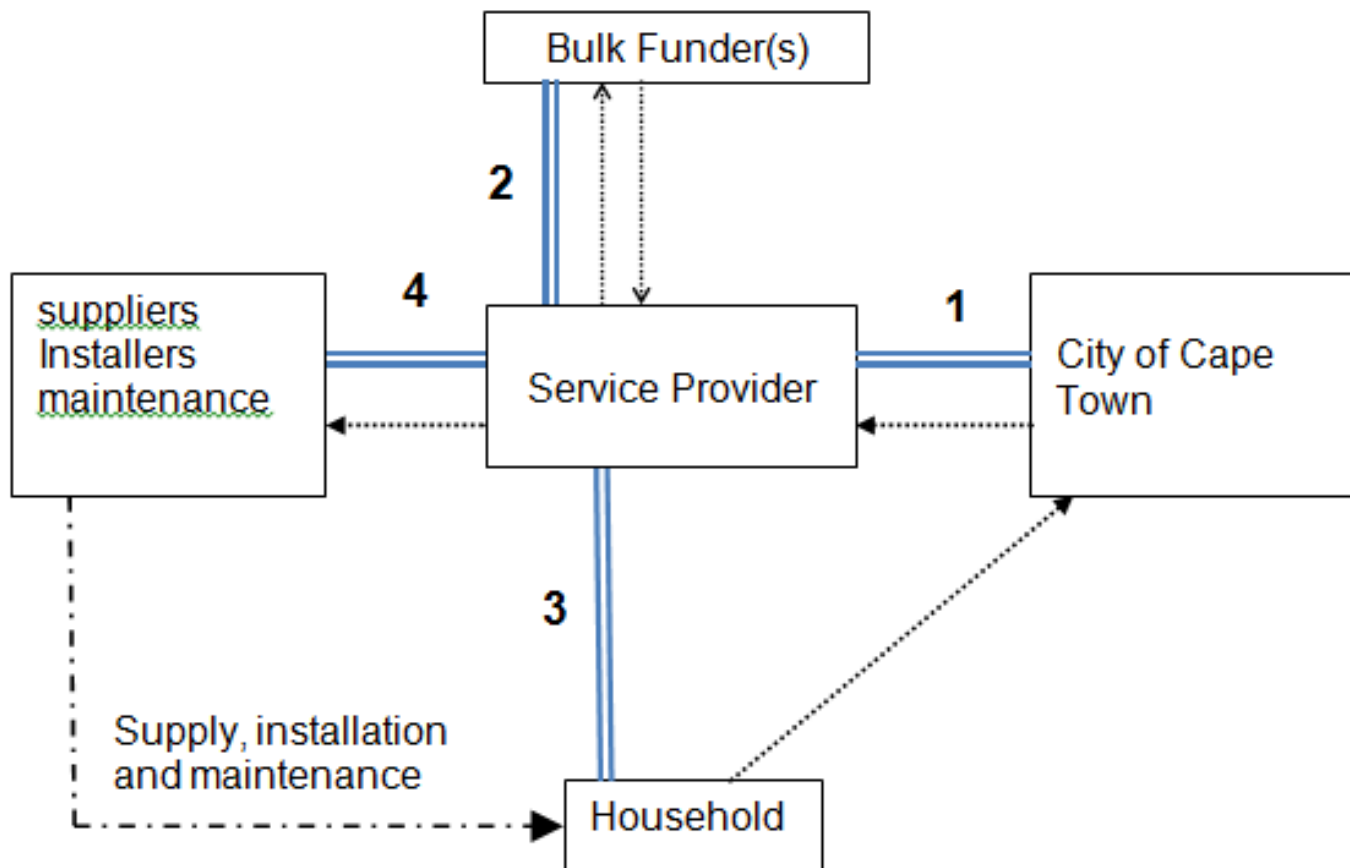 Bulk Funder(s)
2
4
1
suppliers
Installers
maintenance
Service Provider
City of Cape
Town
3
Supply, installation
and maintenance
Household